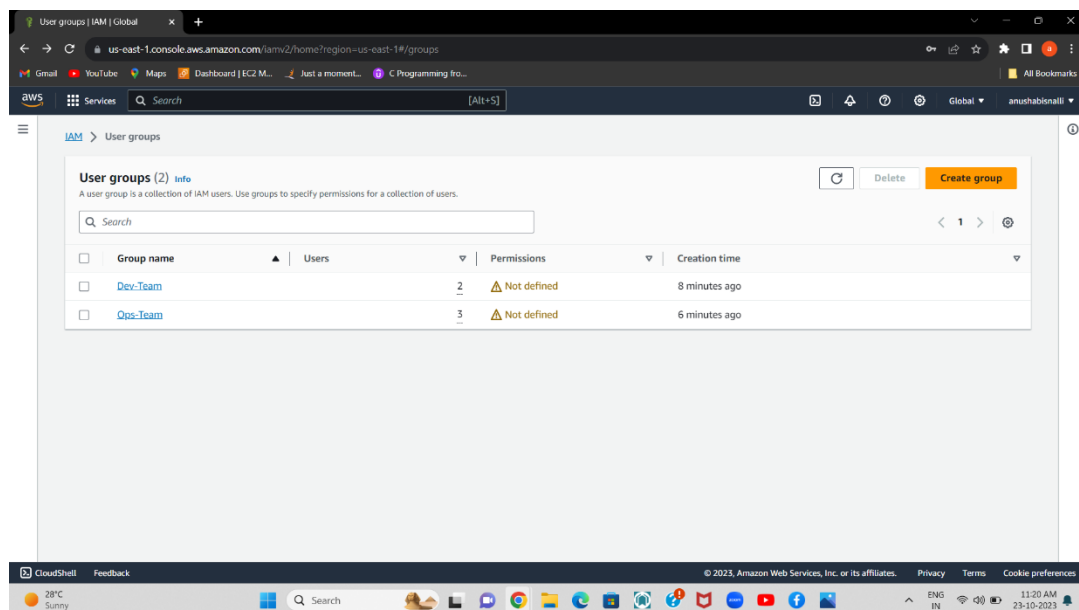 User groups | IAM | Global
us-east-1.console.aws.amazon.com/iamv2/home?region=us-east-1#/groups
Gmail YouTube Maps Dashboard | EC2 M... Just a moment... C Programming fro... All Bookmarks
aws Services Search [Alt+S] Global anushabisnalli
IAM > User groups
User groups (2) Info Delete Create group
A user group is a collection of IAM users. Use groups to specify permissions for a collection of users.
Search 1
Group name Users Permissions Creation time
Dev-Team 2 Not defined 8 minutes ago
Ops-Team 3 Not defined 6 minutes ago
CloudShell Feedback © 2023, Amazon Web Services, Inc. or its affiliates. Privacy Terms Cookie preferences
28°C Search ENG 11:20 AM
Sunny IN 23-10-2023